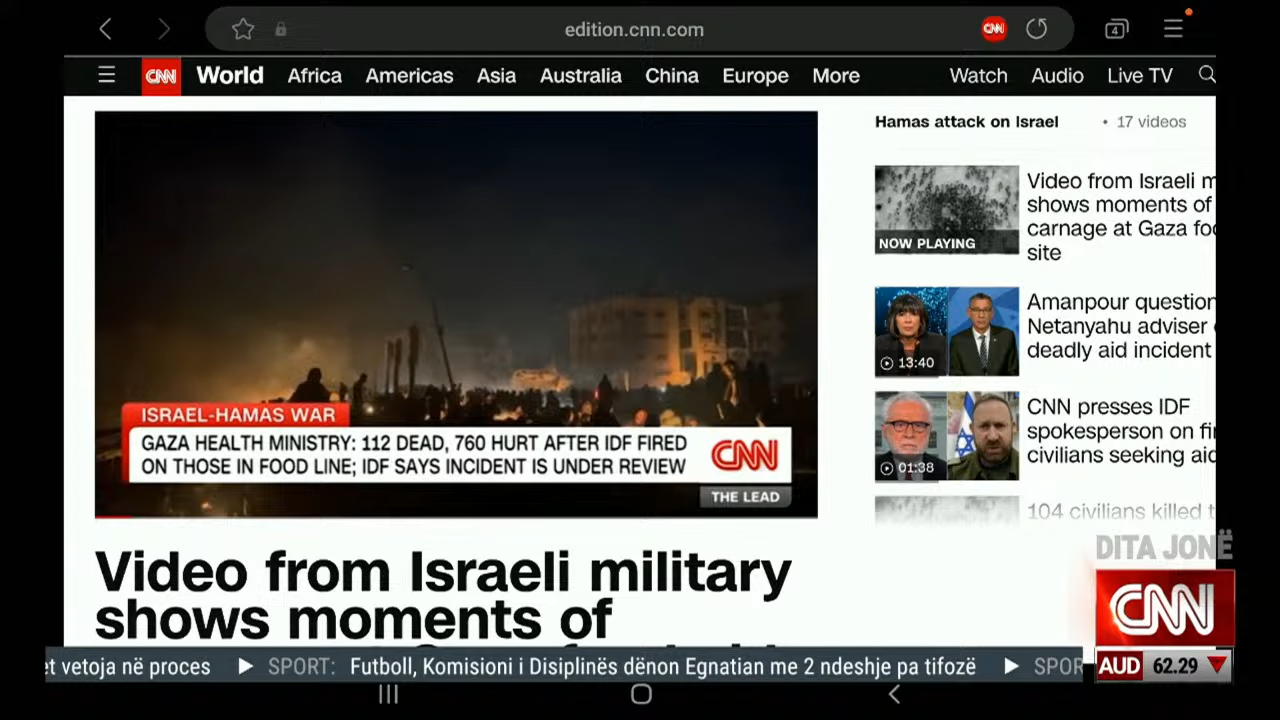 edition.cnn.com
CNN
4
CNN World Africa Americas Asia Australia China Europe More Watch Audio Live TV
Hamas attack on Israel • 17 videos
NOW PLAYING
Video from Israeli m
shows moments of
carnage at Gaza foo
site
13:40
Amanpour question
Netanyahu adviser
deadly aid incident
01:38
CNN presses IDF
spokesperson on fi
civilians seeking aid
104 civilians killed t
ISRAEL-HAMAS WAR
GAZA HEALTH MINISTRY: 112 DEAD, 760 HURT AFTER IDF FIRED
ON THOSE IN FOOD LINE; IDF SAYS INCIDENT IS UNDER REVIEW
CNN
THE LEAD
Video from Israeli military
shows moments of
DITA JONË
CNN
et vetoja në proces ▶ SPORT: Futboll, Komisioni i Disiplinës dënon Egnatian me 2 ndeshje pa tifozë ▶ SPOR
AUD 62.29 ▼